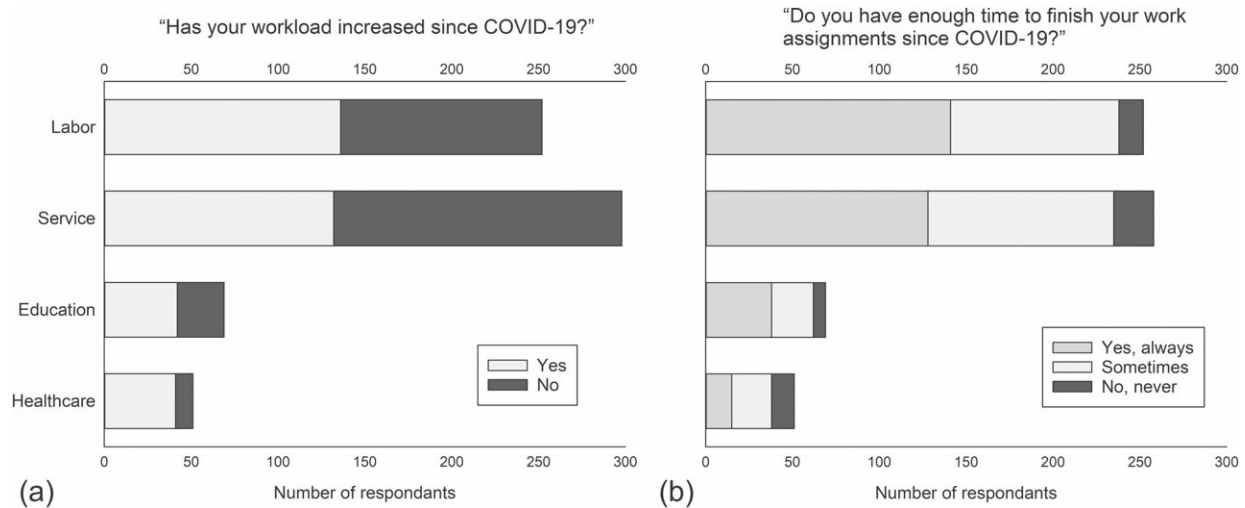 “Has your workload increased since COVID-19?”
0 50 100 150 200 250 300
Labor
Service
Education
Healthcare
Yes
No
0 50 100 150 200 250 300
(a)
Number of respondants
“Do you have enough time to finish your work
assignments since COVID-19?”
0 50 100 150 200 250 300
Yes, always
Sometimes
No, never
0 50 100 150 200 250 300
(b)
Number of respondants